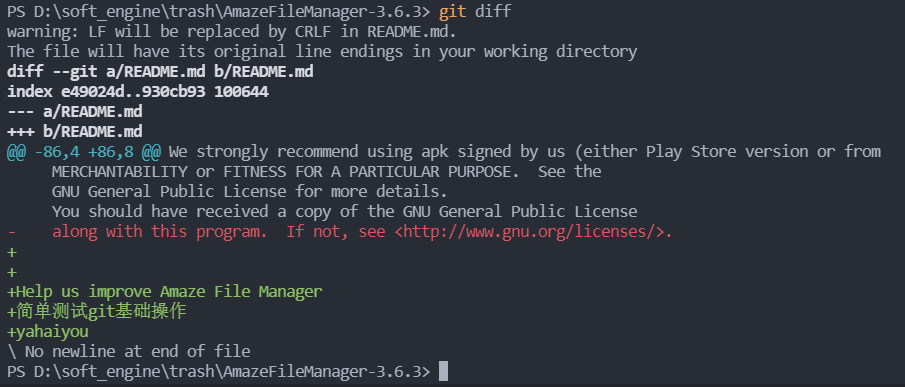 PS D:\soft_engine\trash\AmazeFileManager-3.6.3> git diff
warning: LF will be replaced by CRLF in README.md.
The file will have its original line endings in your working directory
diff --git a/README.md b/README.md
index e49024d..930cb93 100644
--- a/README.md
+++ b/README.md
@@ -86,4 +86,8 @@ We strongly recommend using apk signed by us (either Play Store version or from
     MERCHANTABILITY or FITNESS FOR A PARTICULAR PURPOSE.  See the
     GNU General Public License for more details.
     You should have received a copy of the GNU General Public License
-    along with this program.  If not, see <http://www.gnu.org/licenses/>.
+
+
+Help us improve Amaze File Manager
+简单测试git基础操作
+yahaiyou
\ No newline at end of file
PS D:\soft_engine\trash\AmazeFileManager-3.6.3>